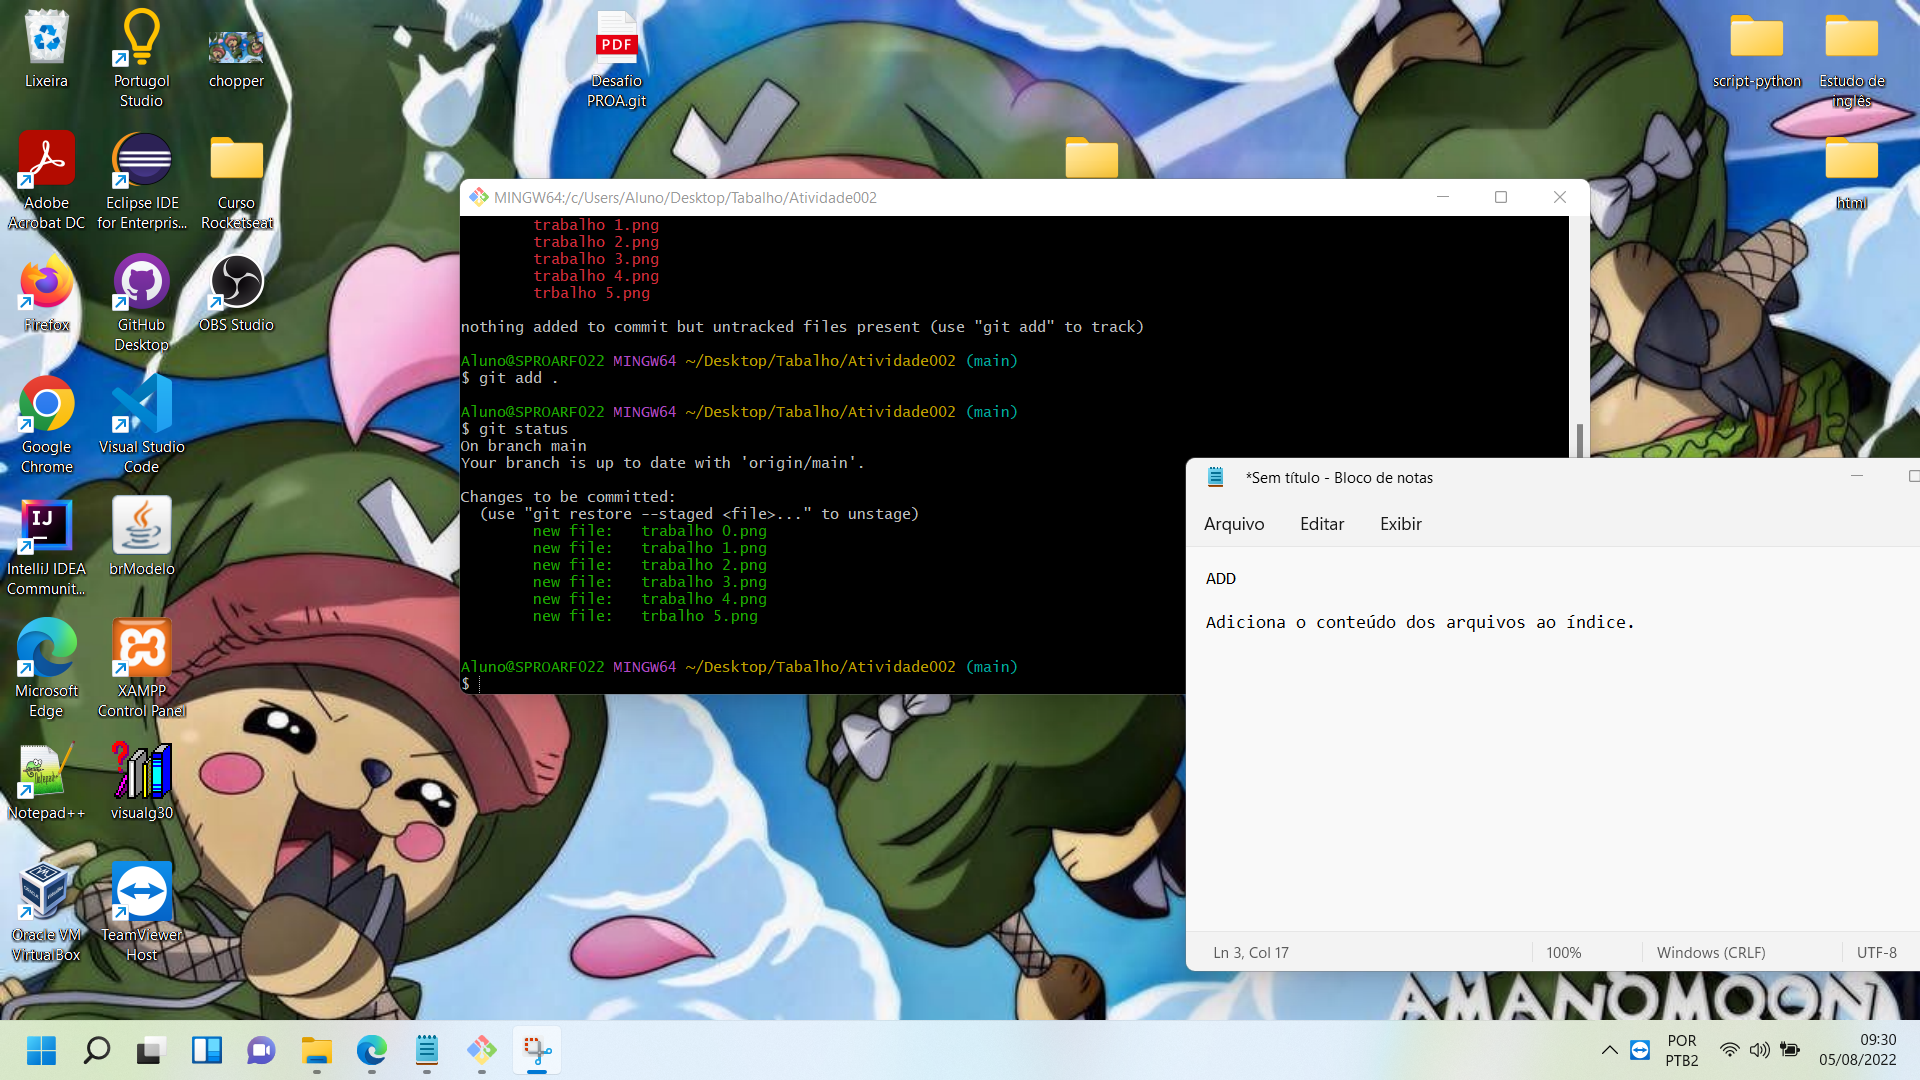 Lixeira
Portugol
Studio
chopper
PDF
Desafio
PROA.git
script-python
Estudo de
inglês
Adobe
Acrobat DC
Eclipse IDE
for Enterpris...
Curso
Rocketseat
html
Firefox
GitHub
Desktop
OBS Studio
Google
Chrome
Visual Studio
Code
IJ
IntelliJ IDEA
Communit...
brModelo
Microsoft
Edge
XAMPP
Control Panel
Notepad++
visualg30
Oracle VM
VirtualBox
TeamViewer
Host
MINGW64:/c/Users/Aluno/Desktop/Tabalho/Atividade002
trabalho 1.png
trabalho 2.png
trabalho 3.png
trabalho 4.png
trbalho 5.png
nothing added to commit but untracked files present (use "git add" to track)
Aluno@SPROARF022 MINGW64 ~/Desktop/Tabalho/Atividade002 (main)
$ git add .
Aluno@SPROARF022 MINGW64 ~/Desktop/Tabalho/Atividade002 (main)
$ git status
On branch main
Your branch is up to date with 'origin/main'.
Changes to be committed:
(use "git restore --staged <file>..." to unstage)
new file:   trabalho 0.png
new file:   trabalho 1.png
new file:   trabalho 2.png
new file:   trabalho 3.png
new file:   trabalho 4.png
new file:   trbalho 5.png
Aluno@SPROARF022 MINGW64 ~/Desktop/Tabalho/Atividade002 (main)
$
*Sem título - Bloco de notas
Arquivo Editar Exibir
ADD
Adiciona o conteúdo dos arquivos ao índice.
Ln 3, Col 17 100% Windows (CRLF) UTF-8
AMANOMOON
POR
PTB2
09:30
05/08/2022